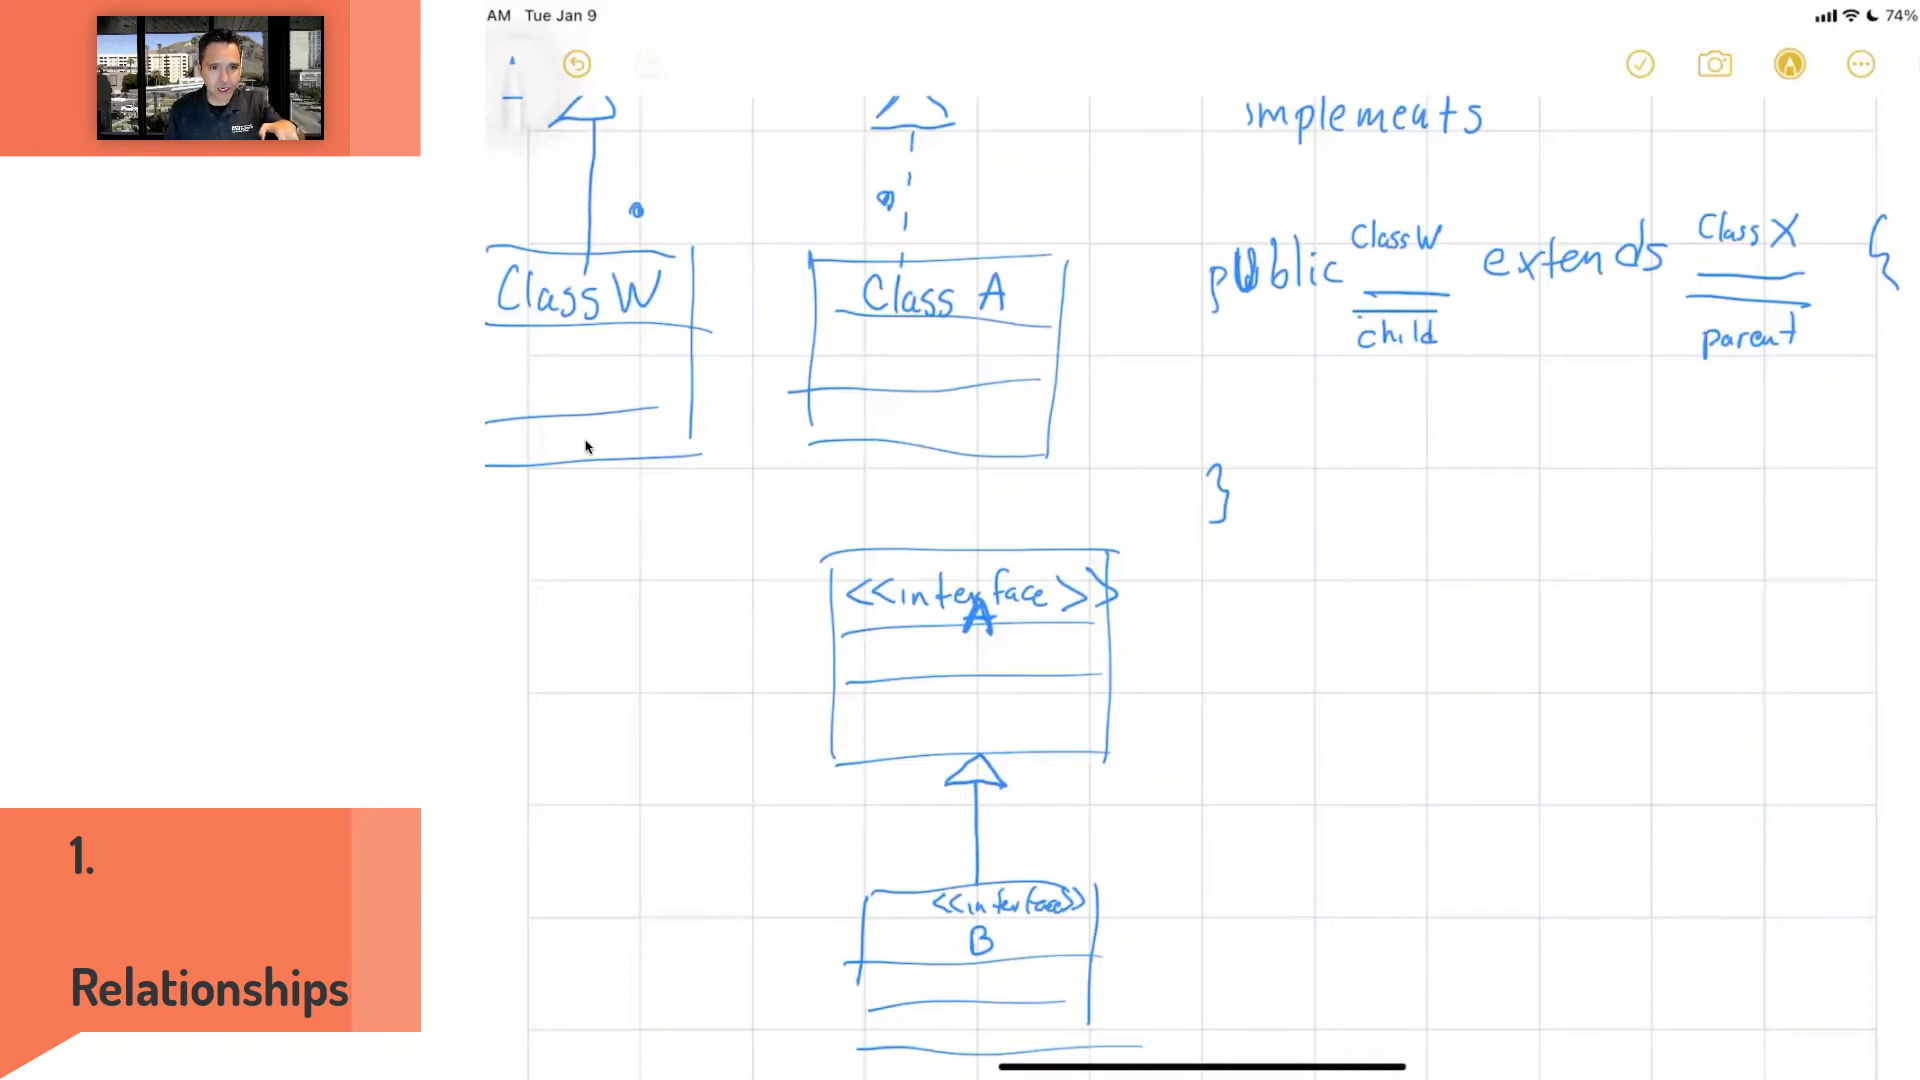 AM Tue Jan 9
74%
implements
public Class W extends Class X {
child
parent
Class W
Class A
}
<<interface>>
A
<<interface>>
B
1.
Relationships